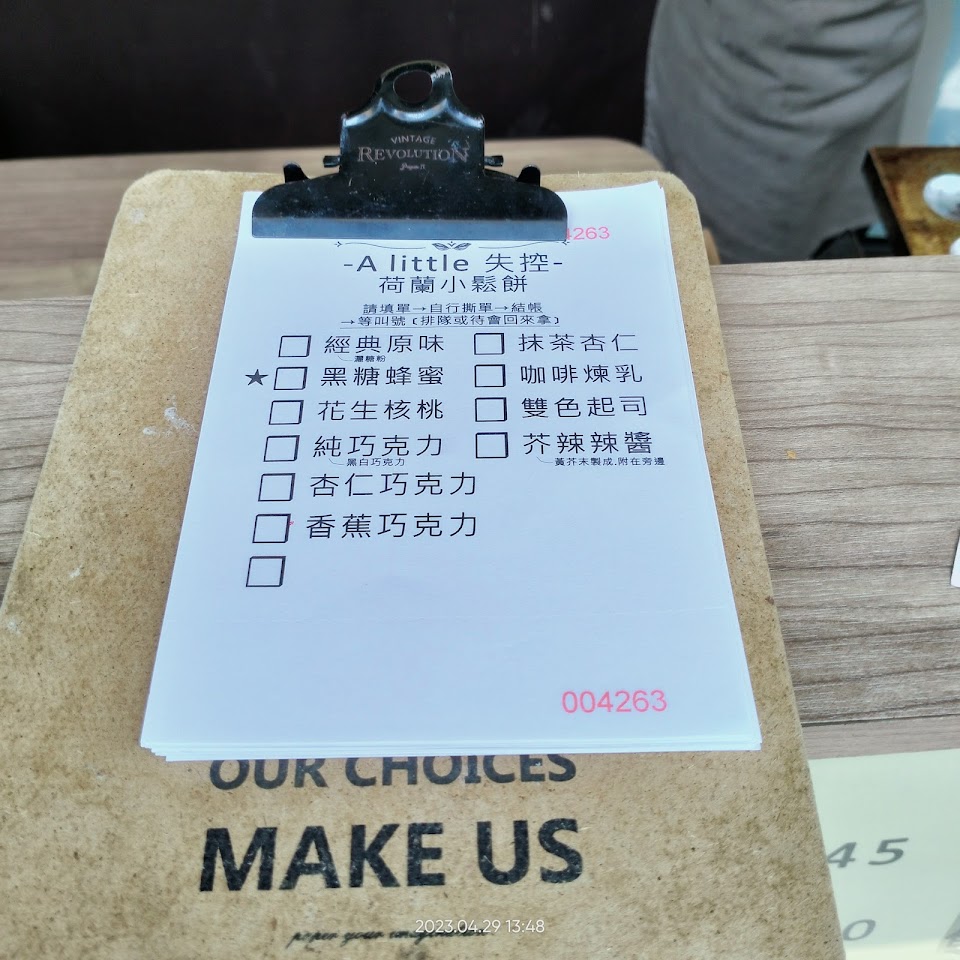 VINTAGE
REVOLUTION
4263
-A little 失控-
荷蘭小鬆餅
請填單→自行撕單→結帳
→等叫號（排隊或待會回來拿）
經典原味
灑糖粉
★ 黑糖蜂蜜
花生核桃
純巧克力
黑白巧克力
杏仁巧克力
香蕉巧克力
抹茶杏仁
咖啡煉乳
雙色起司
芥辣辣醬
黃芥末製成.附在旁邊
004263
OUR CHOICES
MAKE US
2023.04.29 13:48
45
0